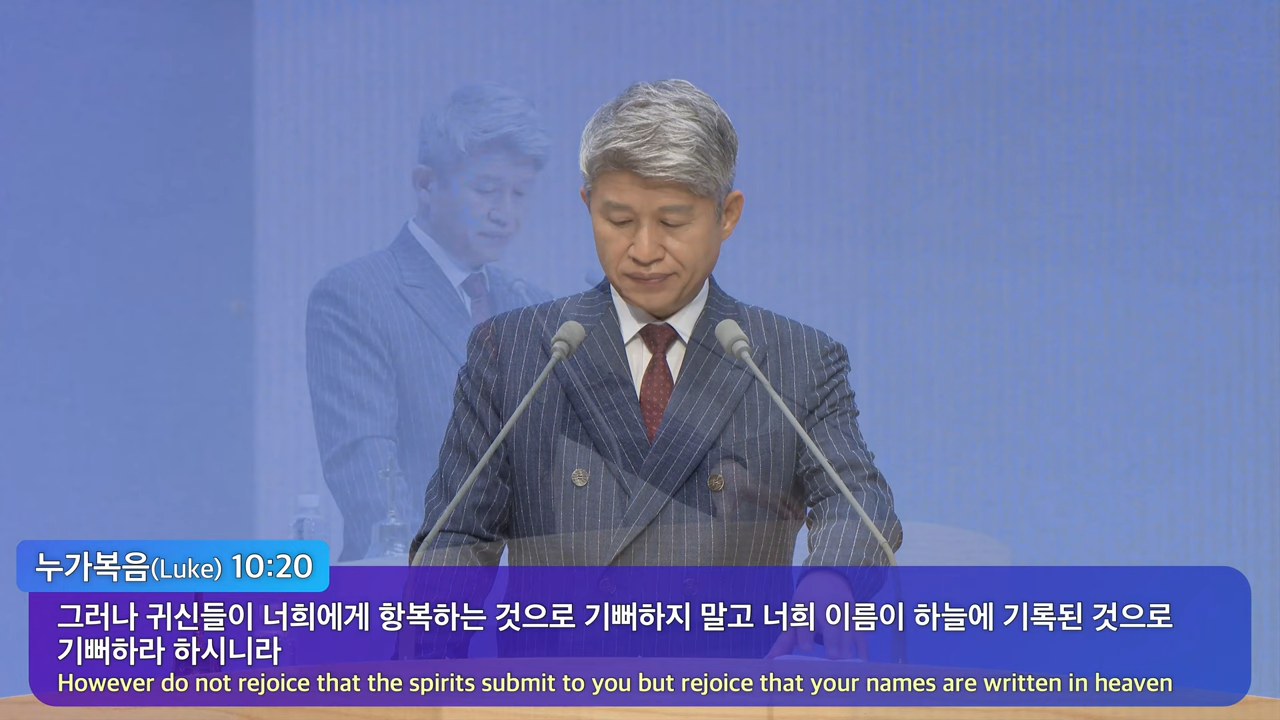 누가복음(Luke) 10:20
그러나 귀신들이 너희에게 항복하는 것으로 기뻐하지 말고 너희 이름이 하늘에 기록된 것으로
기뻐하라 하시니라
However do not rejoice that the spirits submit to you but rejoice that your names are written in heaven